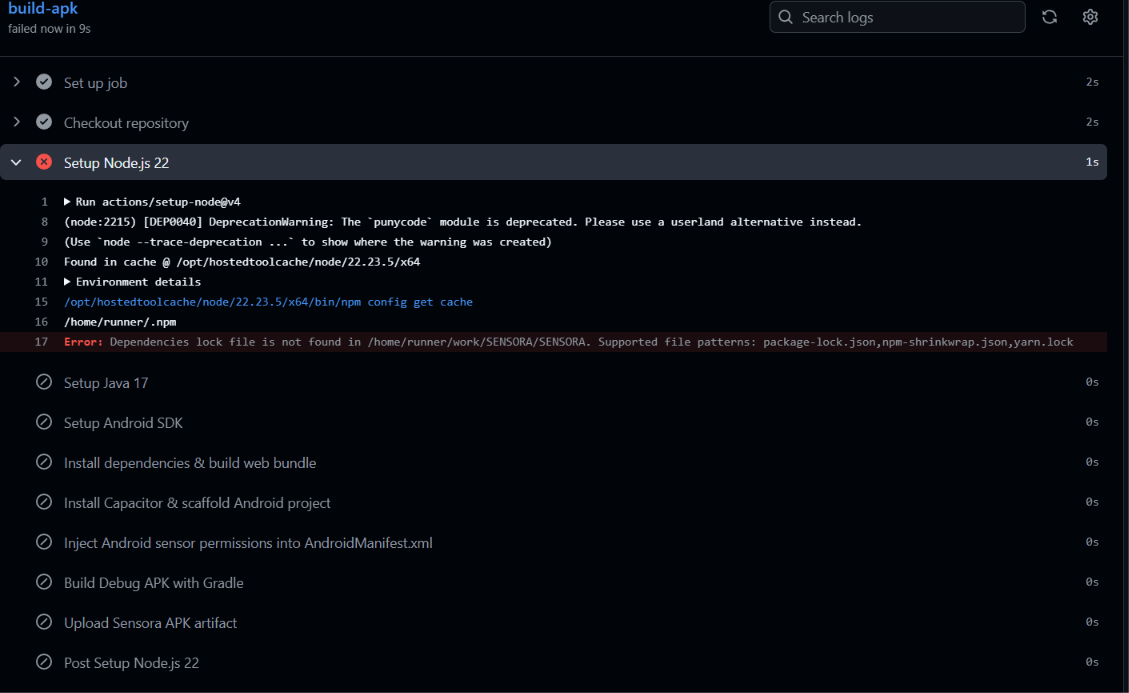 build-apk
failed now in 9s
Search logs
Set up job 2s
Checkout repository 2s
Setup Node.js 22 1s
1 Run actions/setup-node@v4
8 (node:2215) [DEP0040] DeprecationWarning: The `punycode` module is deprecated. Please use a userland alternative instead.
9 (Use `node --trace-deprecation ...` to show where the warning was created)
10 Found in cache @ /opt/hostedtoolcache/node/22.23.5/x64
11 Environment details
15 /opt/hostedtoolcache/node/22.23.5/x64/bin/npm config get cache
16 /home/runner/.npm
17 Error: Dependencies lock file is not found in /home/runner/work/SENSORA/SENSORA. Supported file patterns: package-lock.json,npm-shrinkwrap.json,yarn.lock
Setup Java 17 0s
Setup Android SDK 0s
Install dependencies & build web bundle 0s
Install Capacitor & scaffold Android project 0s
Inject Android sensor permissions into AndroidManifest.xml 0s
Build Debug APK with Gradle 0s
Upload Sensora APK artifact 0s
Post Setup Node.js 22 0s